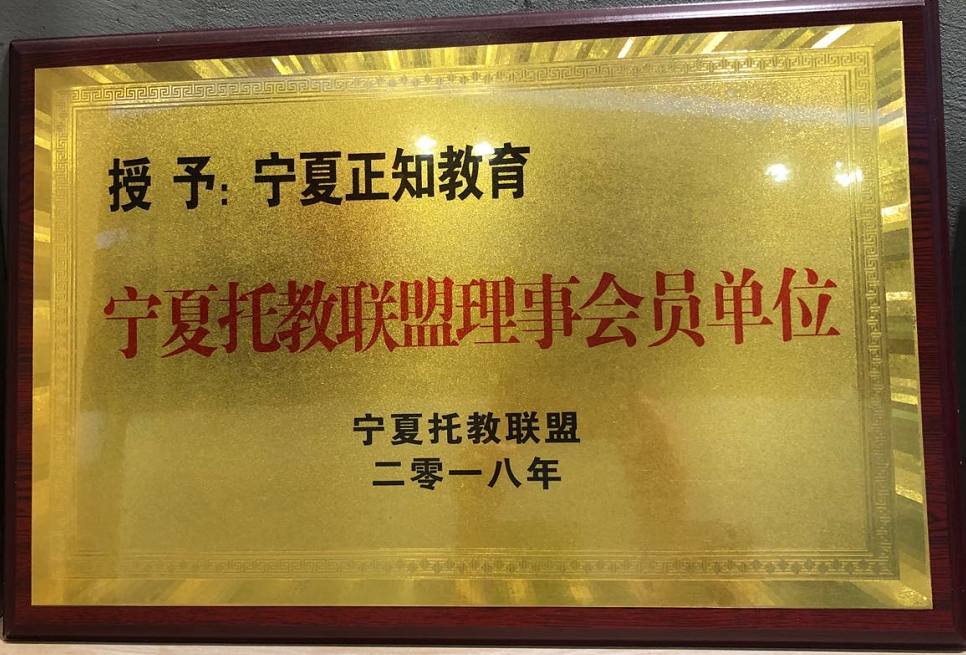 授 予：宁夏正知教育
宁夏托教联盟理事会员单位
宁夏托教联盟
二零一八年